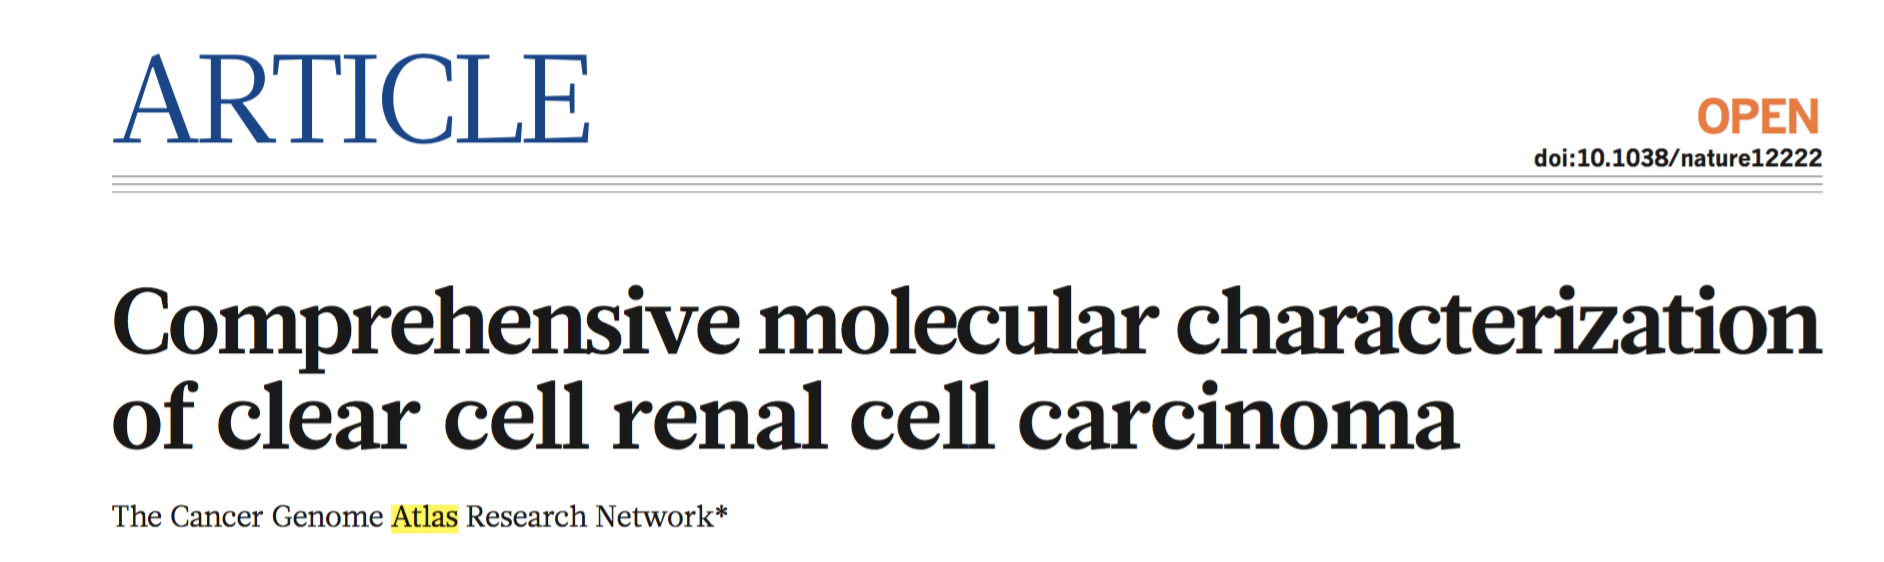 ARTICLE
OPEN
doi:10.1038/nature12222
Comprehensive molecular characterization
of clear cell renal cell carcinoma
The Cancer Genome Atlas Research Network*